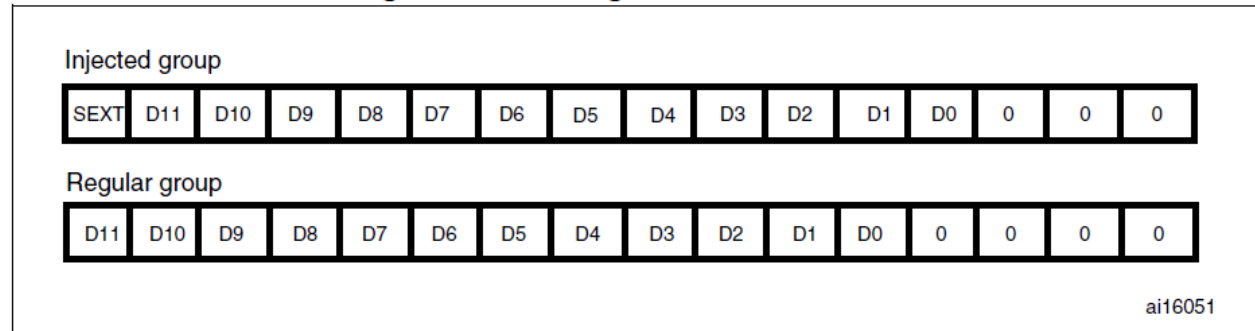 Injected group
SEXT D11 D10 D9 D8 D7 D6 D5 D4 D3 D2 D1 D0 0 0 0
Regular group
D11 D10 D9 D8 D7 D6 D5 D4 D3 D2 D1 D0 0 0 0 0
ai16051